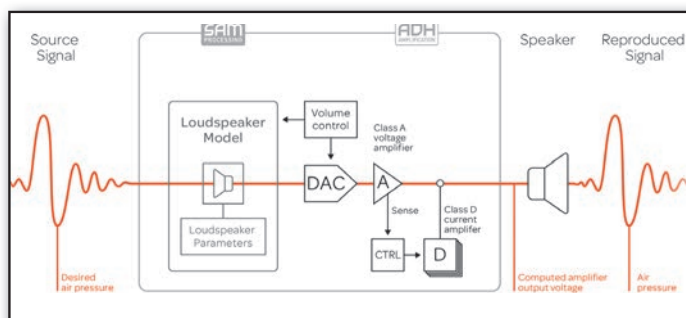 Source
Signal
SAM
PROCESSING
ADH
AMPLIFICATION
Speaker
Reproduced
Signal
Loudspeaker
Model
Volume
control
Class A
voltage
amplifier
DAC
A
Loudspeaker
Parameters
Sense
Class D
current
amplifer
CTRL
D
Desired
air pressure
Computed amplifier
output voltage
Air
pressure